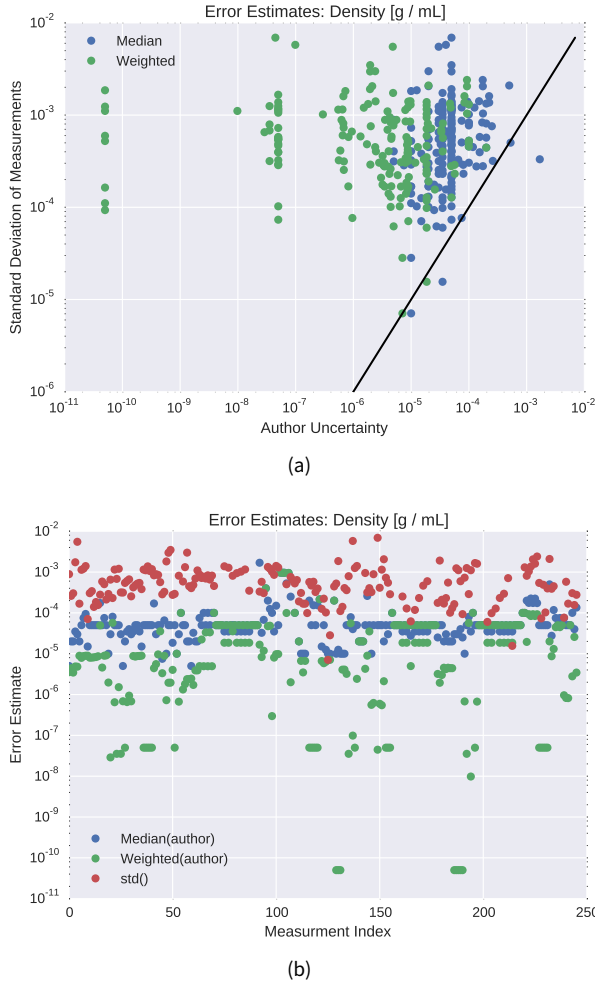 Error Estimates: Density [g / mL]
10-2
Median
Weighted
10-3
10-4
10-5
10-6
Standard Deviation of Measurements
10-11 10-10 10-9 10-8 10-7 10-6 10-5 10-4 10-3 10-2
Author Uncertainty
(a)
Error Estimates: Density [g / mL]
10-2
10-3
10-4
10-5
10-6
10-7
10-8
10-9
10-10
10-11
Error Estimate
Median(author)
Weighted(author)
std()
0 50 100 150 200 250
Measurment Index
(b)